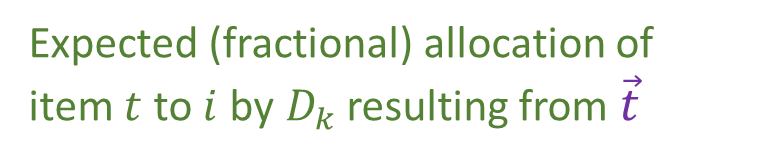 Expected (fractional) allocation of
item 𝑡 to 𝑖 by 𝐷ₖ resulting from 𝑡⃗